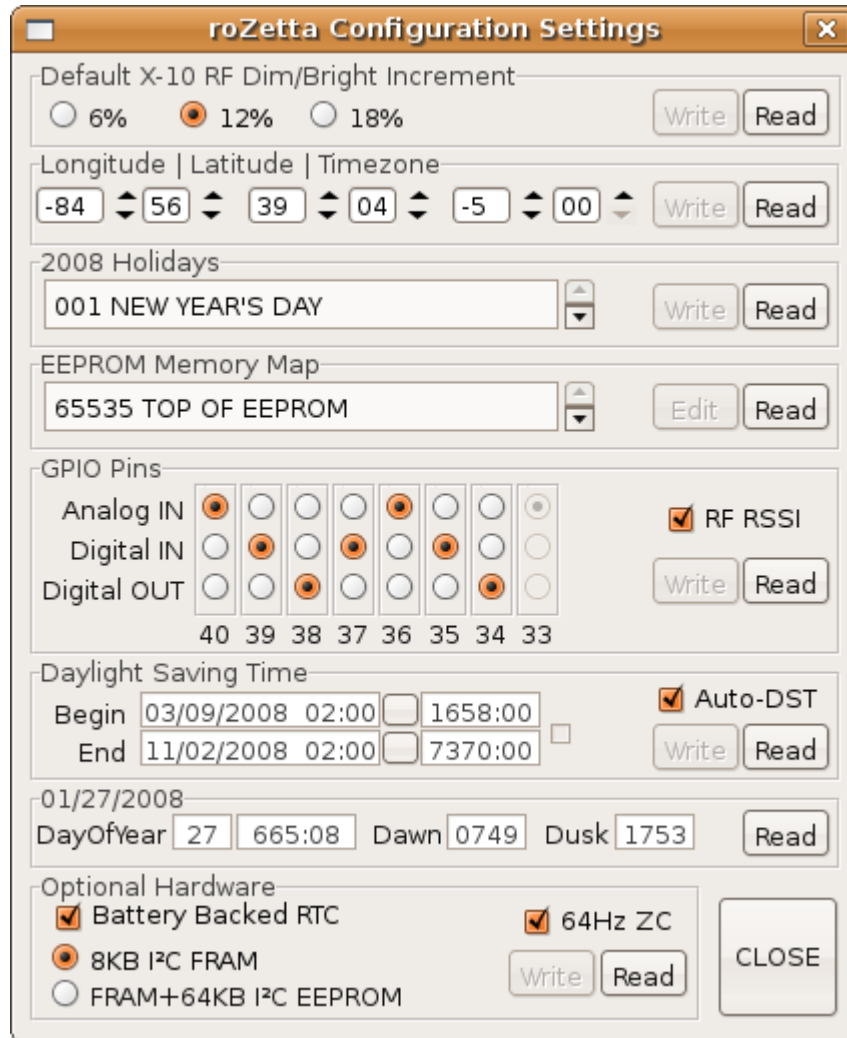 roZetta Configuration Settings
Default X-10 RF Dim/Bright Increment
6% 12% 18% Write Read
Longitude | Latitude | Timezone
-84 56 39 04 -5 00 Write Read
2008 Holidays
001 NEW YEAR'S DAY Write Read
EEPROM Memory Map
65535 TOP OF EEPROM Edit Read
GPIO Pins
Analog IN RF RSSI
Digital IN
Digital OUT Write Read
40 39 38 37 36 35 34 33
Daylight Saving Time
Auto-DST
Begin 03/09/2008 02:00 1658:00
End 11/02/2008 02:00 7370:00 Write Read
01/27/2008
DayOfYear 27 665:08 Dawn 0749 Dusk 1753 Read
Optional Hardware
Battery Backed RTC 64Hz ZC
8KB I²C FRAM Write Read CLOSE
FRAM+64KB I²C EEPROM